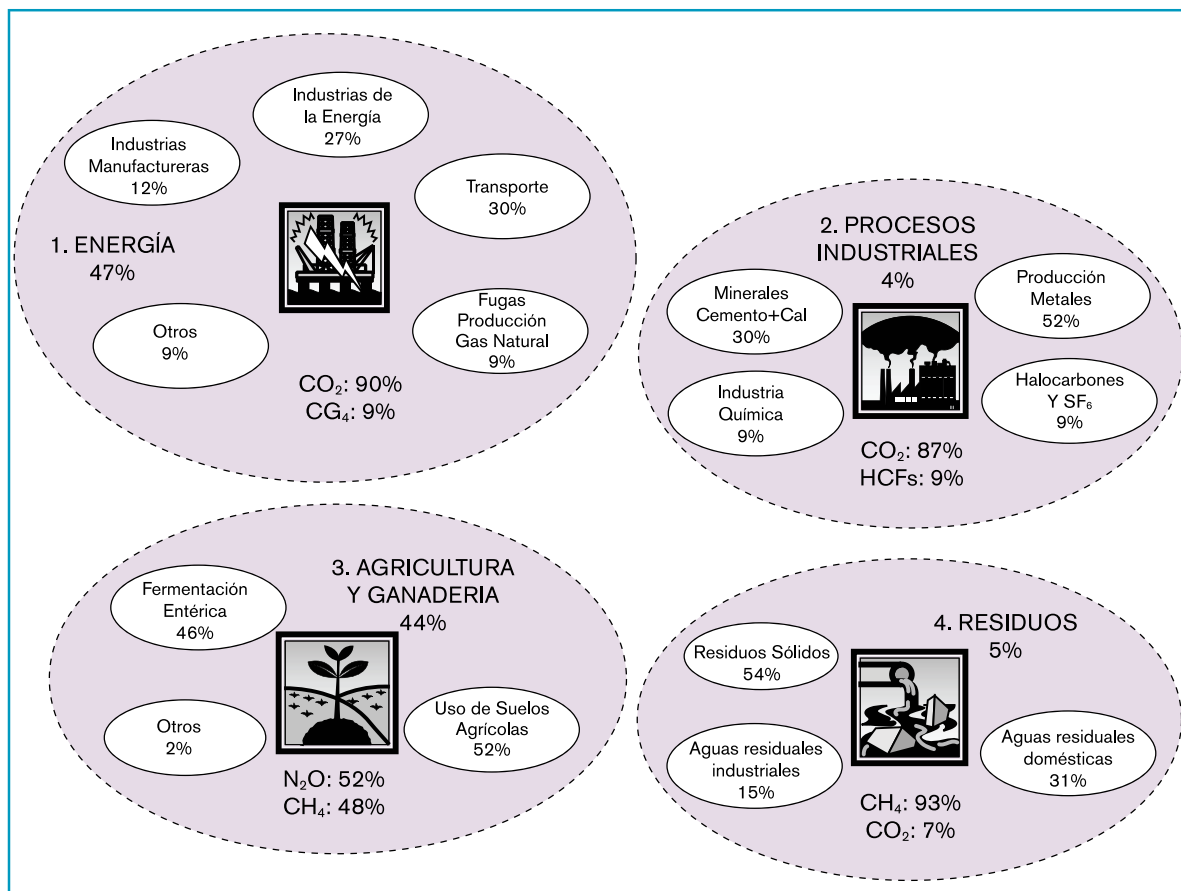 1. ENERGÍA
47%
Industrias
Manufactureras
12%
Industrias de
la Energía
27%
Transporte
30%
Otros
9%
Fugas
Producción
Gas Natural
9%
CO₂: 90%
CG₄: 9%
2. PROCESOS
INDUSTRIALES
4%
Minerales
Cemento+Cal
30%
Producción
Metales
52%
Industria
Química
9%
Halocarbones
Y SF₆
9%
CO₂: 87%
HCFs: 9%
3. AGRICULTURA
Y GANADERIA
44%
Fermentación
Entérica
46%
Otros
2%
Uso de Suelos
Agrícolas
52%
N₂O: 52%
CH₄: 48%
4. RESIDUOS
5%
Residuos Sólidos
54%
Aguas residuales
industriales
15%
Aguas residuales
domésticas
31%
CH₄: 93%
CO₂: 7%